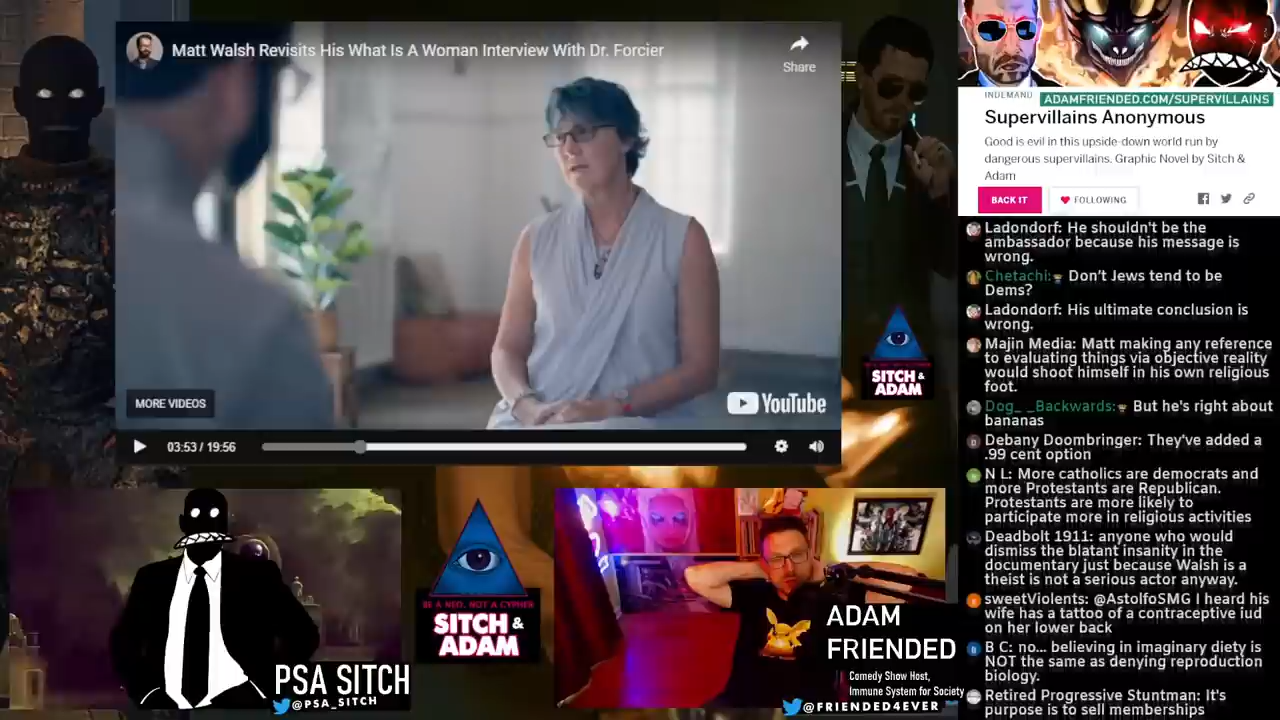 Matt Walsh Revisits His What Is A Woman Interview With Dr. Forcier
Share
MORE VIDEOS
YouTube
03:53 / 19:56
SITCH &
ADAM
BE A NEO, NOT A CYPHER
SITCH &
ADAM
PSA SITCH
@PSA_SITCH
ADAM
FRIENDED
Comedy Show Host,
Immune System for Society
@FRIENDED4EVER
INDEMAND
ADAMFRIENDED.COM/SUPERVILLAINS
Supervillains Anonymous
Good is evil in this upside-down world run by
dangerous supervillains. Graphic Novel by Sitch &
Adam
BACK IT
FOLLOWING
Ladondorf: He shouldn't be the
ambassador because his message is
wrong.
Chetachi: Don't Jews tend to be
Dems?
Ladondorf: His ultimate conclusion is
wrong.
Majin Media: Matt making any reference
to evaluating things via objective reality
would shoot himself in his own religious
foot.
Dog_ _Backwards: But he's right about
bananas
Debany Doombringer: They've added a
.99 cent option
N L: More catholics are democrats and
more Protestants are Republican.
Protestants are more likely to
participate more in religious activities
Deadbolt 1911: anyone who would
dismiss the blatant insanity in the
documentary just because Walsh is a
theist is not a serious actor anyway.
sweetViolents: @AstolfoSMG I heard his
wife has a tattoo of a contraceptive iud
on her lower back
B C: no... believing in imaginary diety is
NOT the same as denying reproduction
biology.
Retired Progressive Stuntman: It's
purpose is to sell memberships